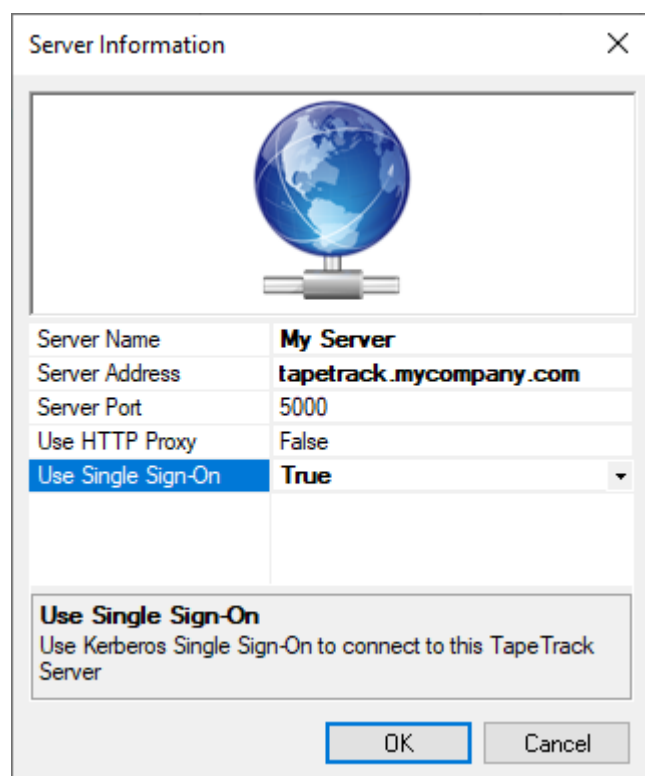 Server Information
Server Name My Server
Server Address tapetrack.mycompany.com
Server Port 5000
Use HTTP Proxy False
Use Single Sign-On True
Use Single Sign-On
Use Kerberos Single Sign-On to connect to this TapeTrack
Server
OK Cancel